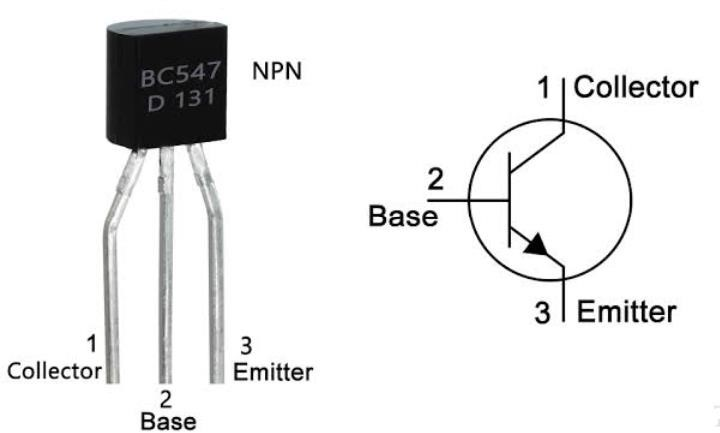 BC547
D 131
NPN
1
Collector
2
Base
3
Emitter
1 Collector
2
Base
3 Emitter